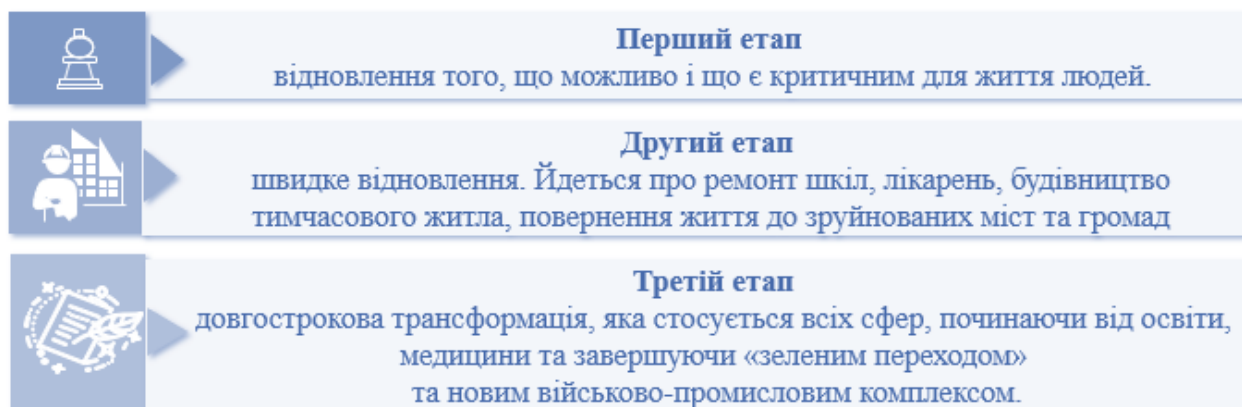 Перший етап
відновлення того, що можливо і що є критичним для життя людей.
Другий етап
швидке відновлення. Йдеться про ремонт шкіл, лікарень, будівництво
тимчасового житла, повернення життя до зруйнованих міст та громад
Третій етап
довгострокова трансформація, яка стосується всіх сфер, починаючи від освіти,
медицини та завершуючи «зеленим переходом»
та новим військово-промисловим комплексом.